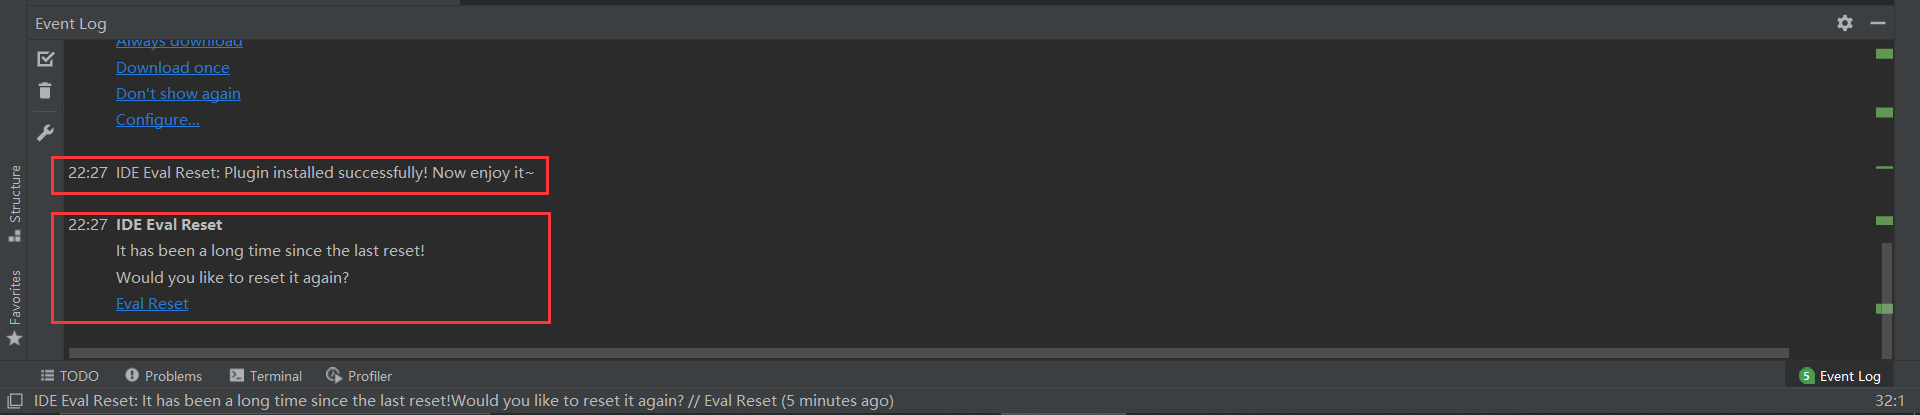 Event Log
Always download
Download once
Don't show again
Configure...
22:27 IDE Eval Reset: Plugin installed successfully! Now enjoy it~
22:27 IDE Eval Reset
It has been a long time since the last reset!
Would you like to reset it again?
Eval Reset
Structure
Favorites
TODO Problems Terminal Profiler 5 Event Log
IDE Eval Reset: It has been a long time since the last reset!Would you like to reset it again? // Eval Reset (5 minutes ago) 32:1